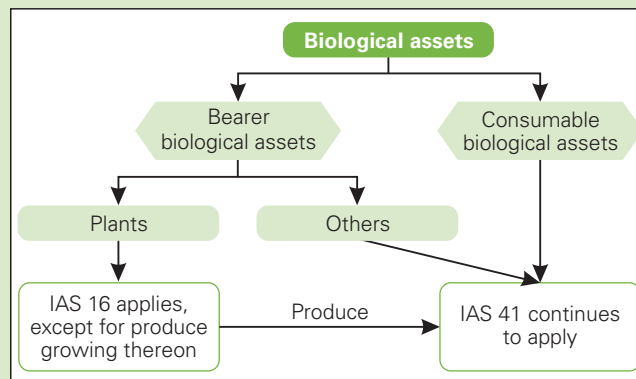 Biological assets
Bearer
biological assets
Consumable
biological assets
Plants
Others
IAS 16 applies,
except for produce
growing thereon
Produce
IAS 41 continues
to apply